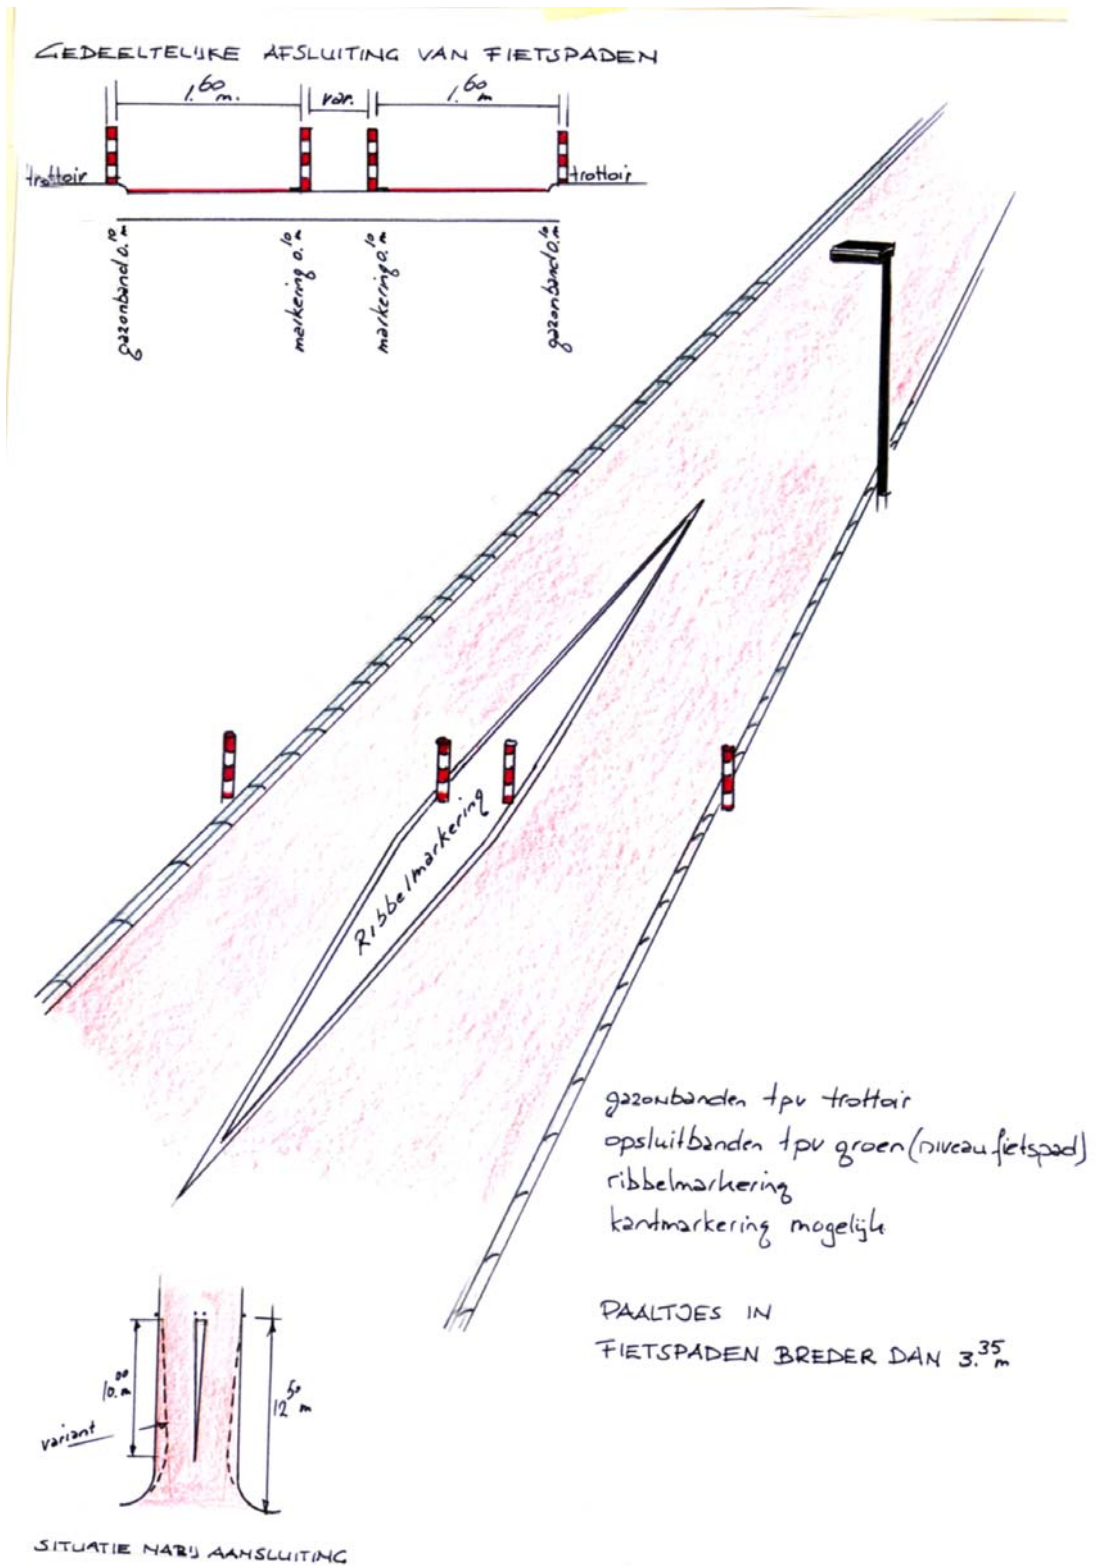 GEDEELTELIJKE AFSLUITING VAN FIETSPADEN
1.60 m.
var.
1.60 m
trottoir
trottoir
gazonband 0.10 m
markering 0.10 m
markering 0.10 m
gazonband 0.10 m
Ribbelmarkering
gazonbanden tpv trottoir
opsluitbanden tpv groen (niveau fietspad)
ribbelmarkering
kantmarkering mogelijk
PAALTJES IN
FIETSPADEN BREDER DAN 3.35 m
10.00 m
12.50 m
variant
SITUATIE NABIJ AANSLUITING